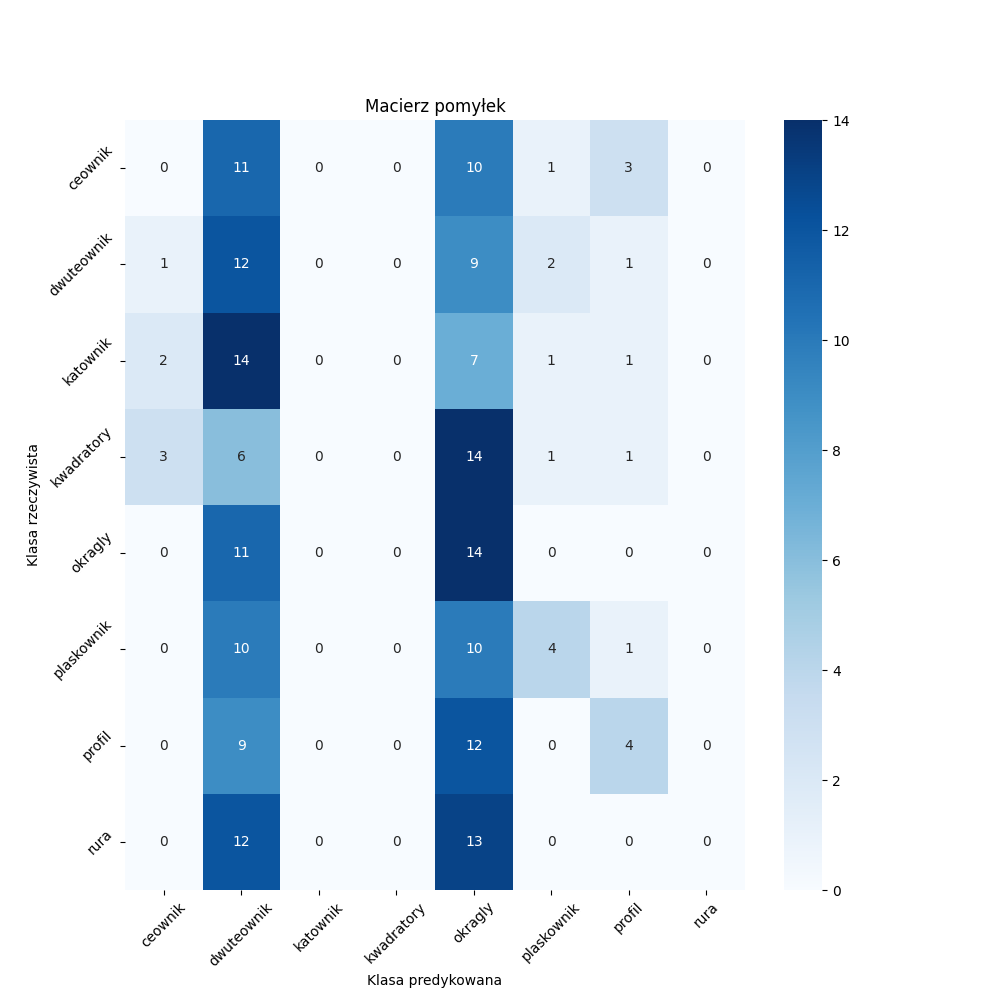 Macierz pomyłek
Klasa rzeczywista
ceownik 0 11 0 0 10 1 3 0
dwuteownik 1 12 0 0 9 2 1 0
katownik 2 14 0 0 7 1 1 0
kwadratory 3 6 0 0 14 1 1 0
okragly 0 11 0 0 14 0 0 0
plaskownik 0 10 0 0 10 4 1 0
profil 0 9 0 0 12 0 4 0
rura 0 12 0 0 13 0 0 0
ceownik dwuteownik katownik kwadratory okragly plaskownik profil rura
Klasa predykowana
14
12
10
8
6
4
2
0